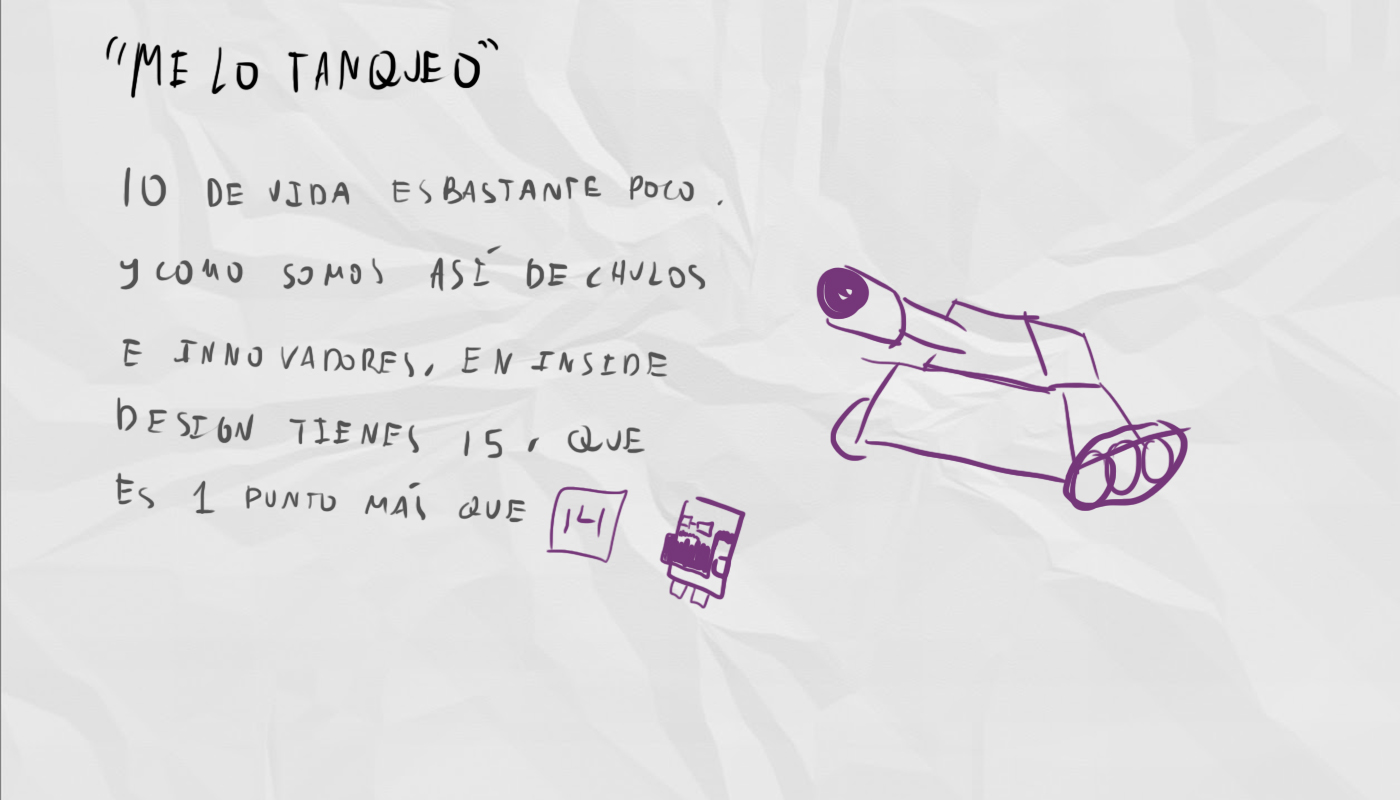 "ME LO TANQUEO"
10 DE VIDA ES BASTANTE POCO.
Y COMO SOMOS ASÍ DE CHULOS
E INNOVADORES, EN INSIDE
DESIGN TIENES 15, QUE
ES 1 PUNTO MÁS QUE 14